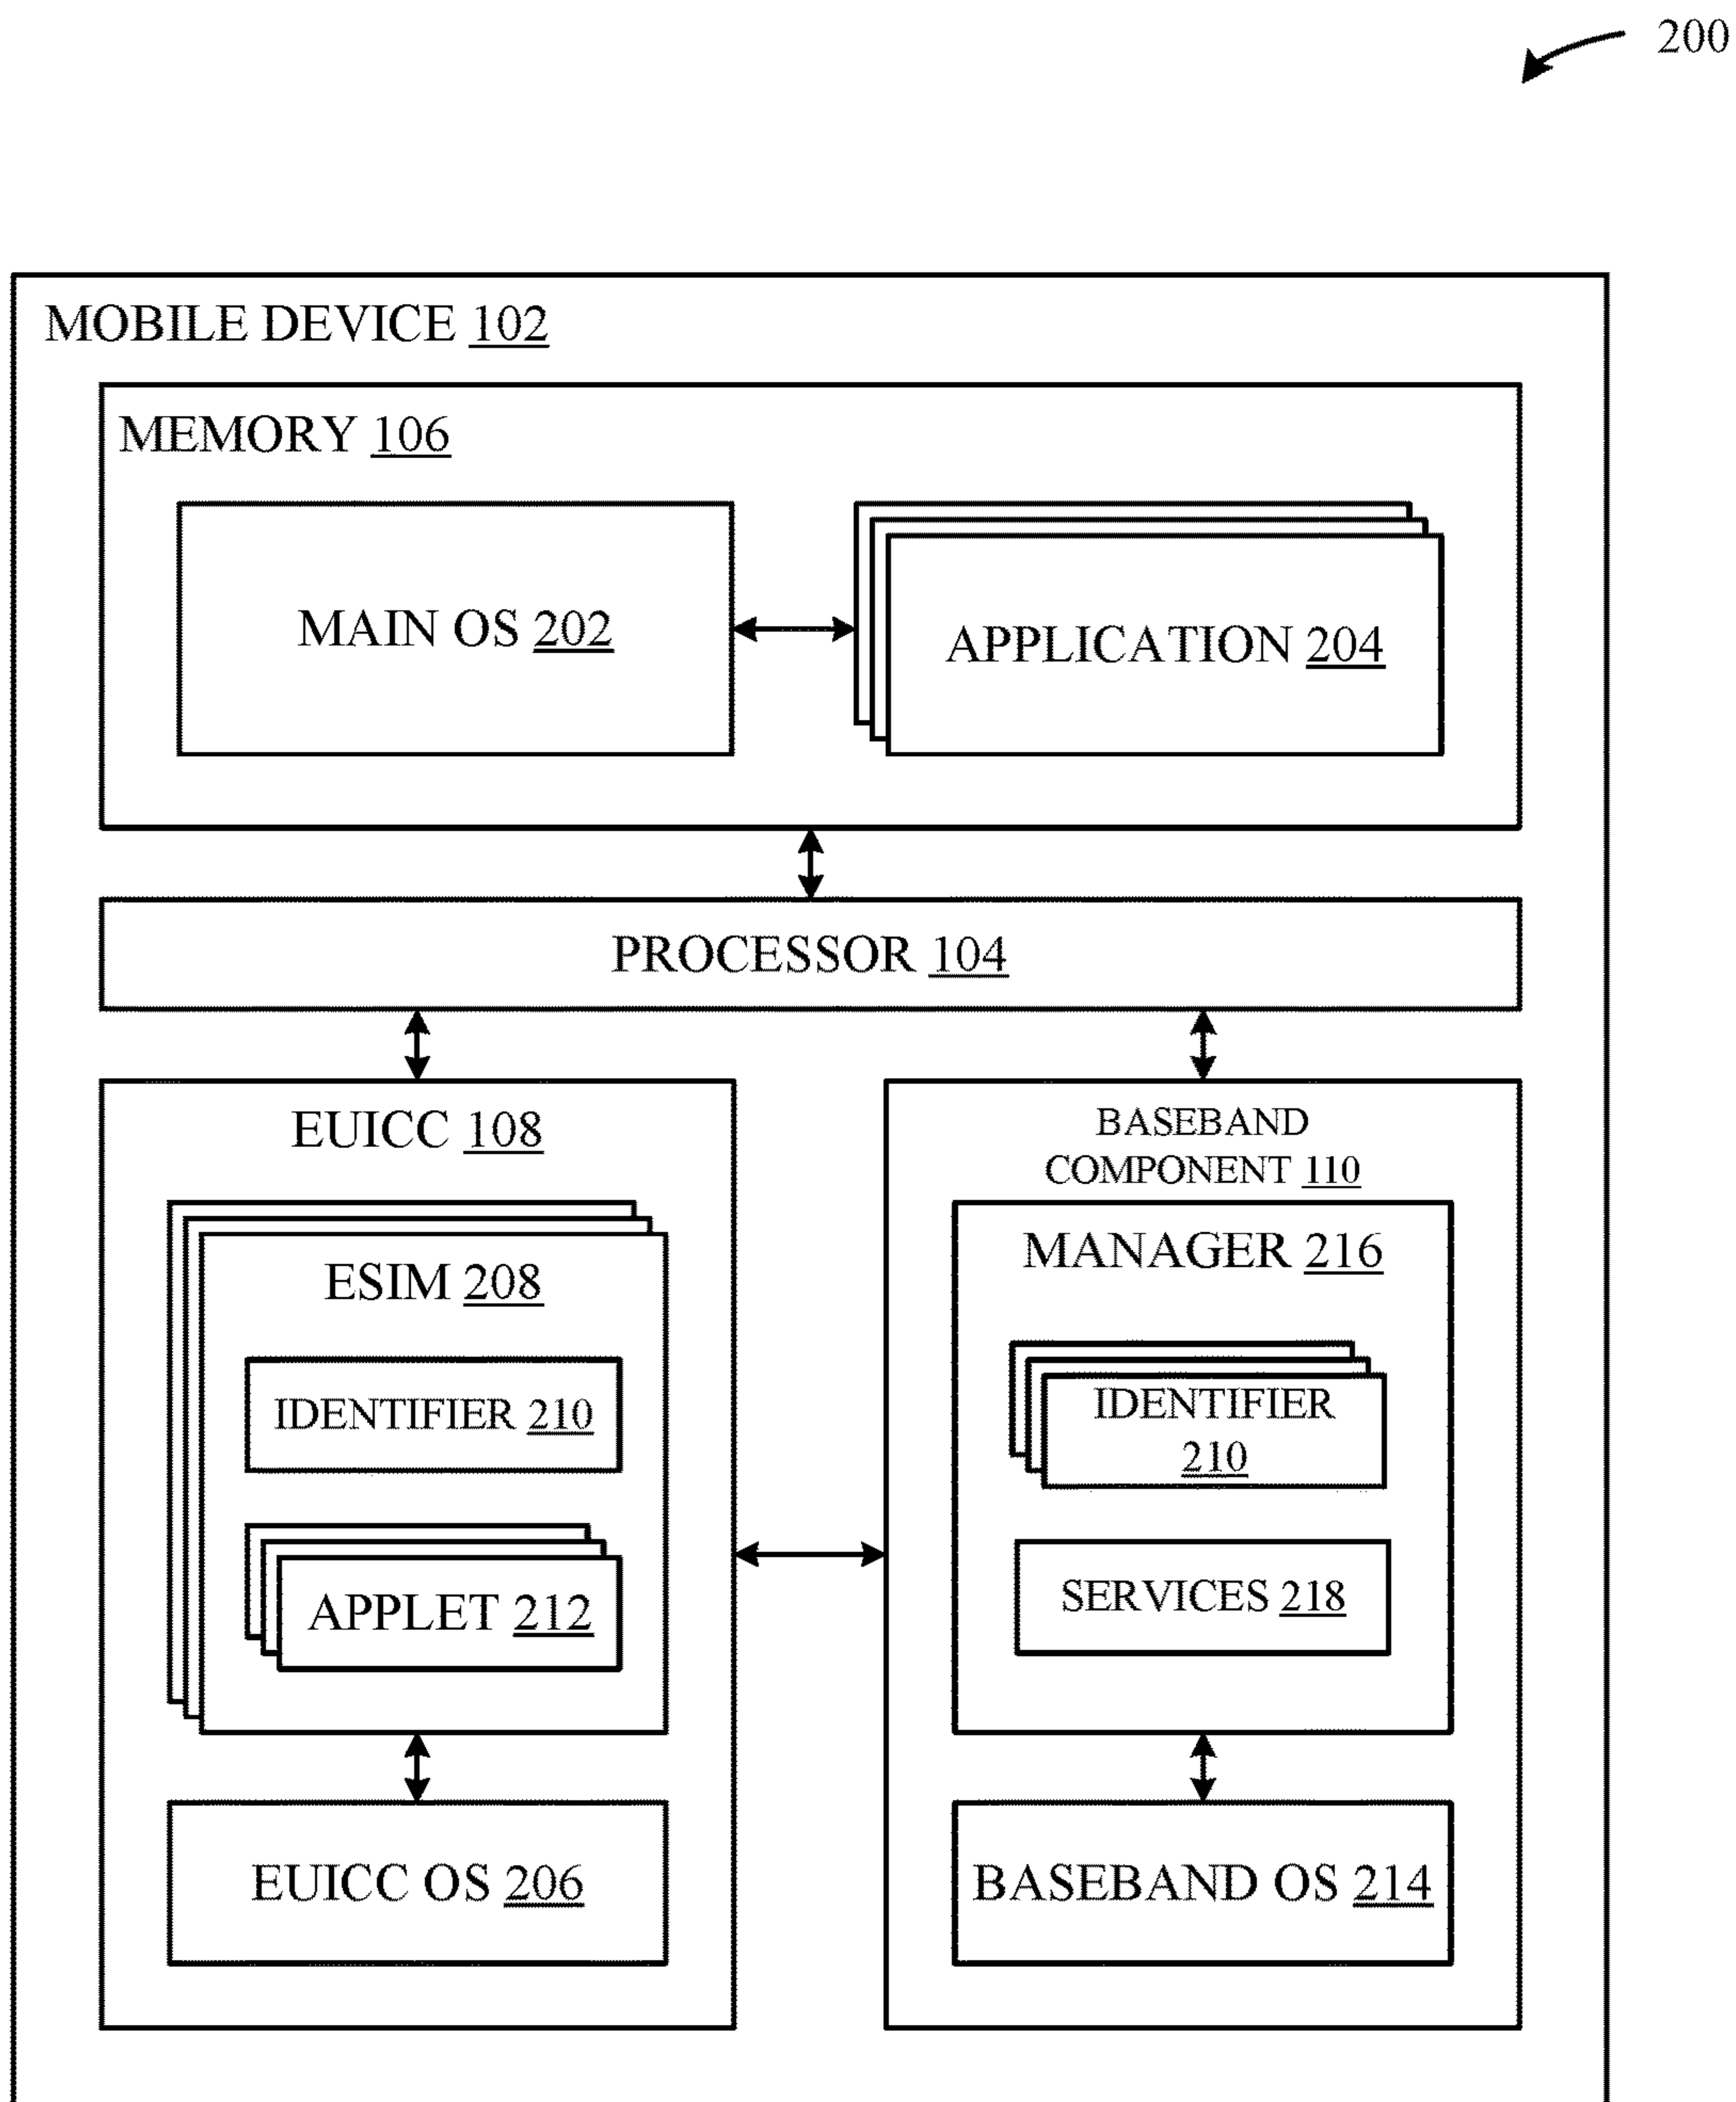 200
MOBILE DEVICE 102
MEMORY 106
MAIN OS 202
APPLICATION 204
PROCESSOR 104
EUICC 108
ESIM 208
IDENTIFIER 210
APPLET 212
EUICC OS 206
BASEBAND
COMPONENT 110
MANAGER 216
IDENTIFIER
210
SERVICES 218
BASEBAND OS 214